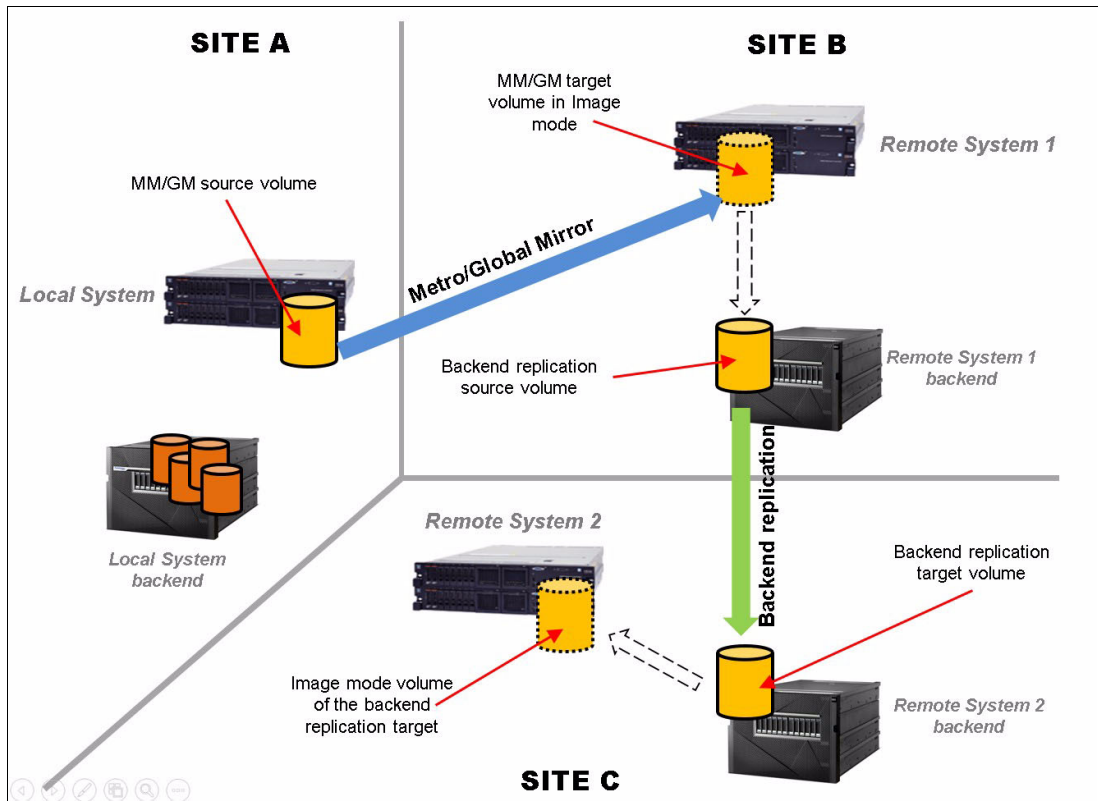 SITE A
SITE B
MM/GM target
volume in Image
mode
Remote System 1
MM/GM source volume
Metro/Global Mirror
Local System
Backend replication
source volume
Remote System 1
backend
Backend replication
Remote System 2
Local System
backend
Backend replication
target volume
Image mode volume
of the backend
replication target
Remote System 2
backend
SITE C